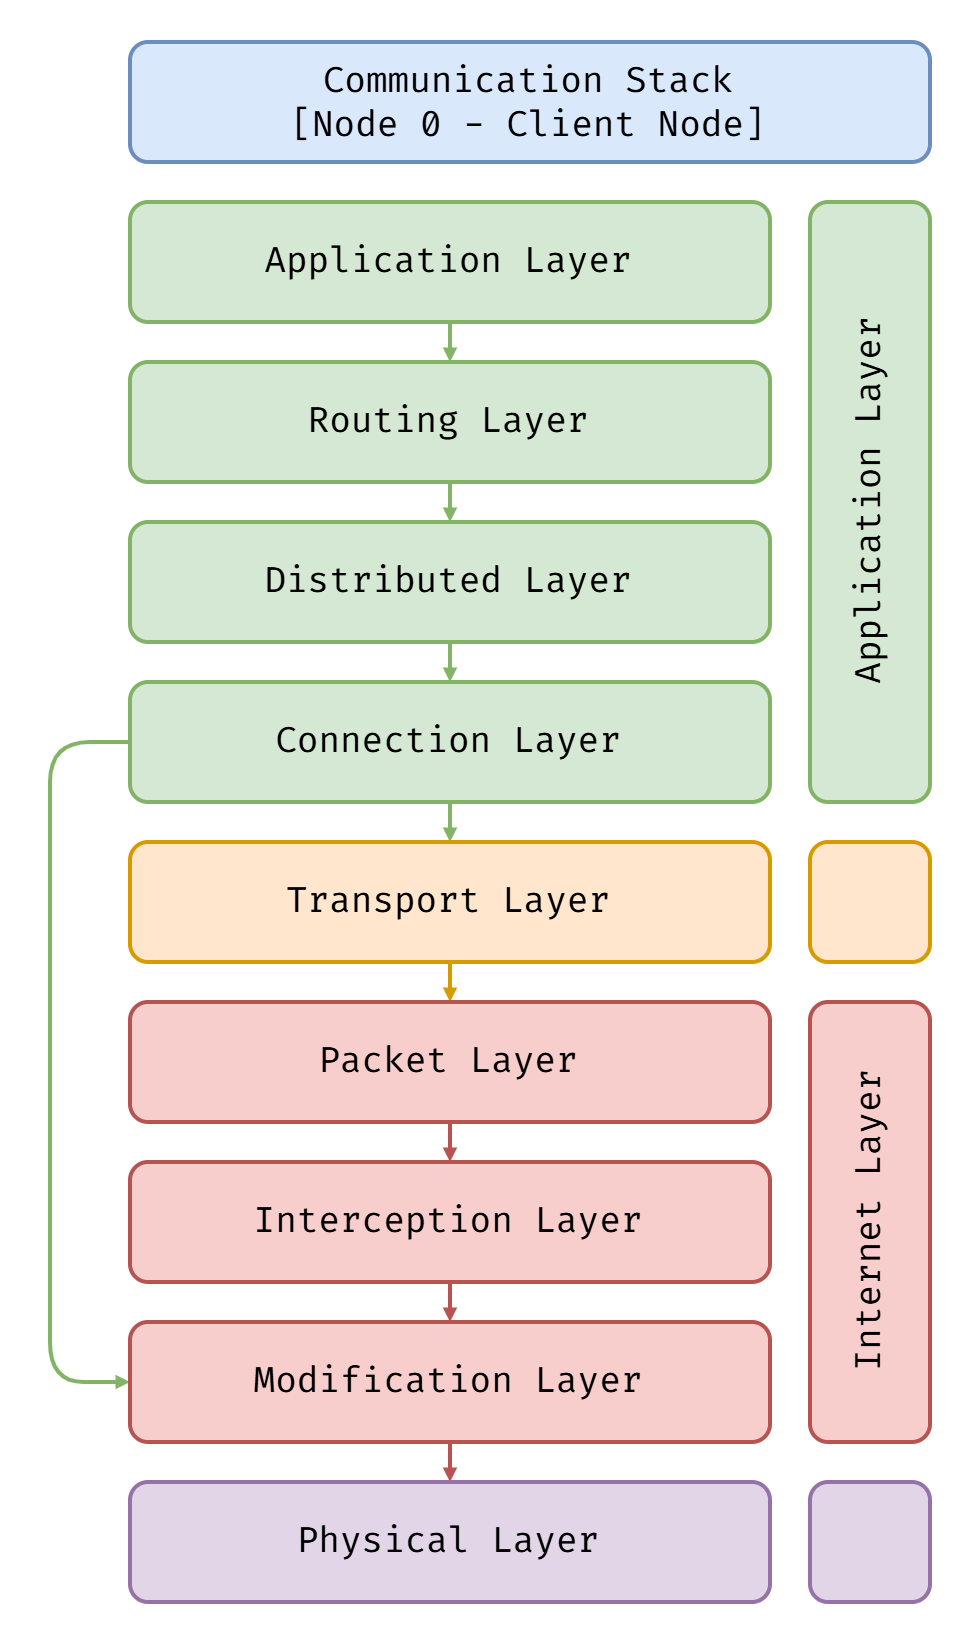 Communication Stack
[Node 0 – Client Node]
Application Layer
Routing Layer
Distributed Layer
Connection Layer
Application Layer
Transport Layer
Packet Layer
Interception Layer
Modification Layer
Internet Layer
Physical Layer